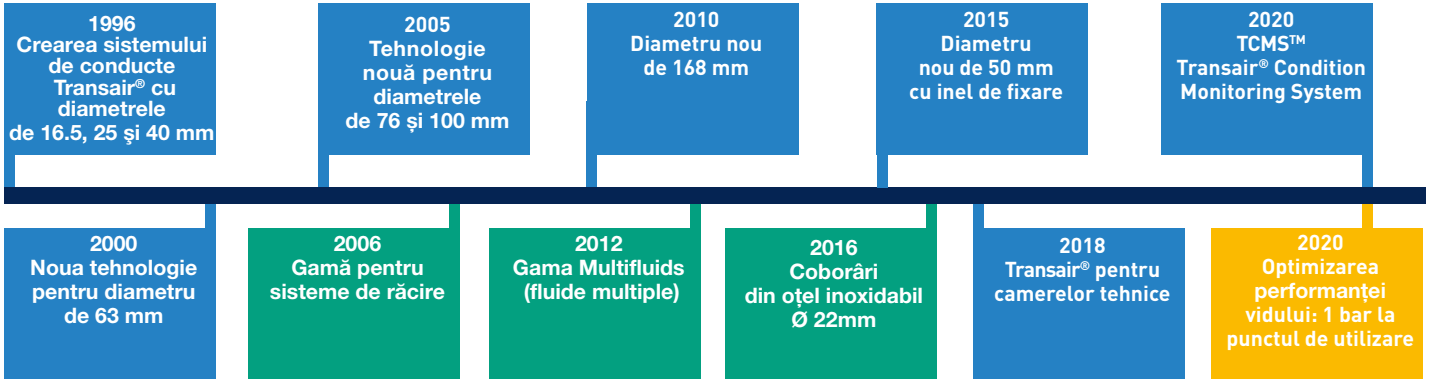 1996
Crearea sistemului
de conducte
Transair® cu
diametrele
de 16.5, 25 şi 40 mm
2005
Tehnologie
nouă pentru
diametrele
de 76 și 100 mm
2010
Diametru nou
de 168 mm
2015
Diametru
nou de 50 mm
cu inel de fixare
2020
TCMS™
Transair® Condition
Monitoring System
2000
Noua tehnologie
pentru diametru
de 63 mm
2006
Gamă pentru
sisteme de răcire
2012
Gama Multifluids
(fluide multiple)
2016
Coborâri
din oțel inoxidabil
Ø 22mm
2018
Transair® pentru
camerelor tehnice
2020
Optimizarea
performanței
vidului: 1 bar la
punctul de utilizare